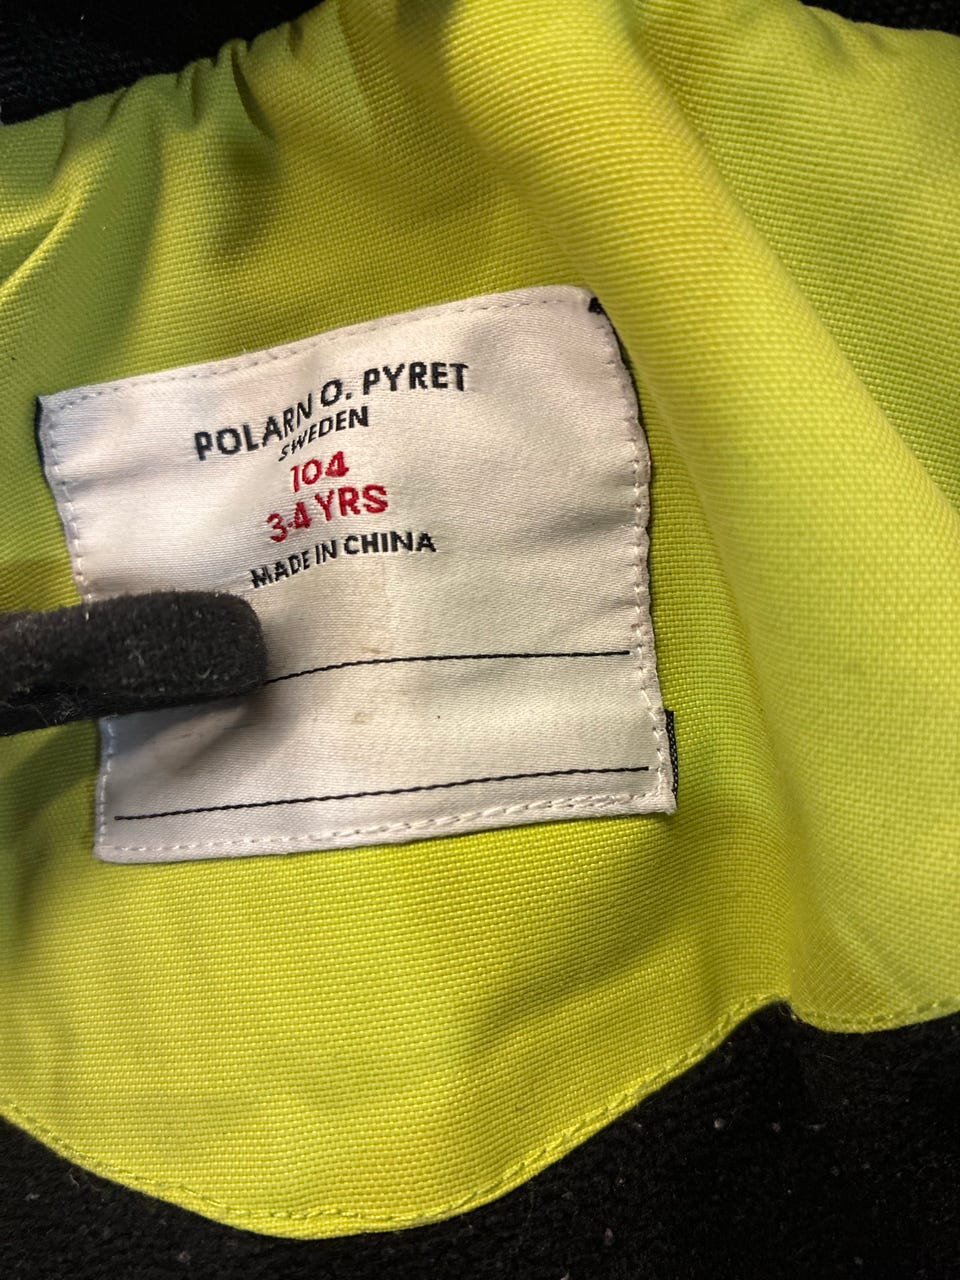 POLARN O. PYRET
SWEDEN
104
3-4 YRS
MADE IN CHINA